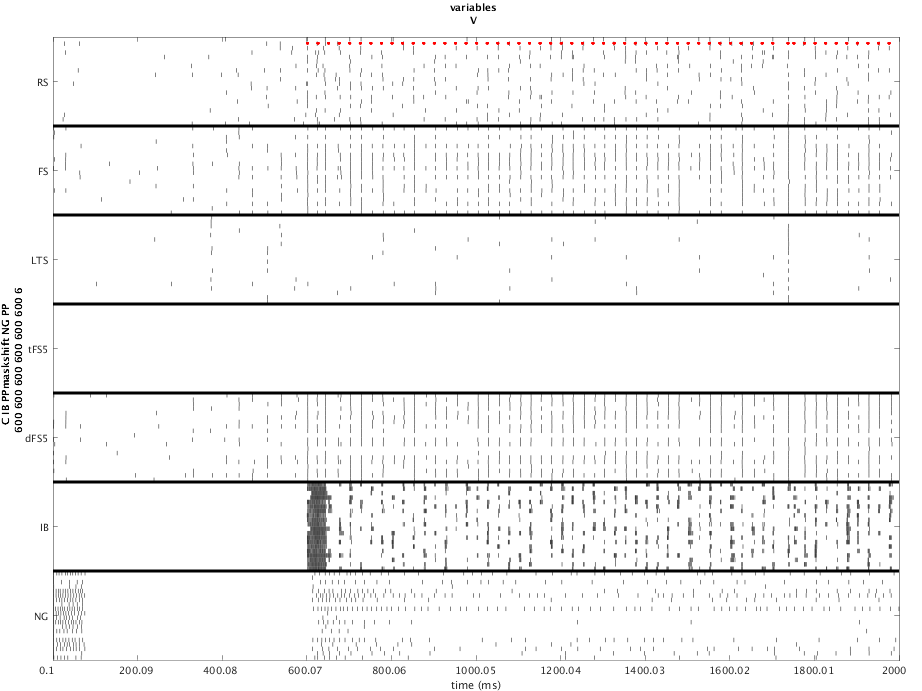 variables
V
RS
FS
LTS
tFS5
dFS5
IB
NG
C IB PPmaskshift NG PP
600 600 600 600 600 600 6
0.1 200.09 400.08 600.07 800.06 1000.05 1200.04 1400.03 1600.02 1800.01 2000
time (ms)